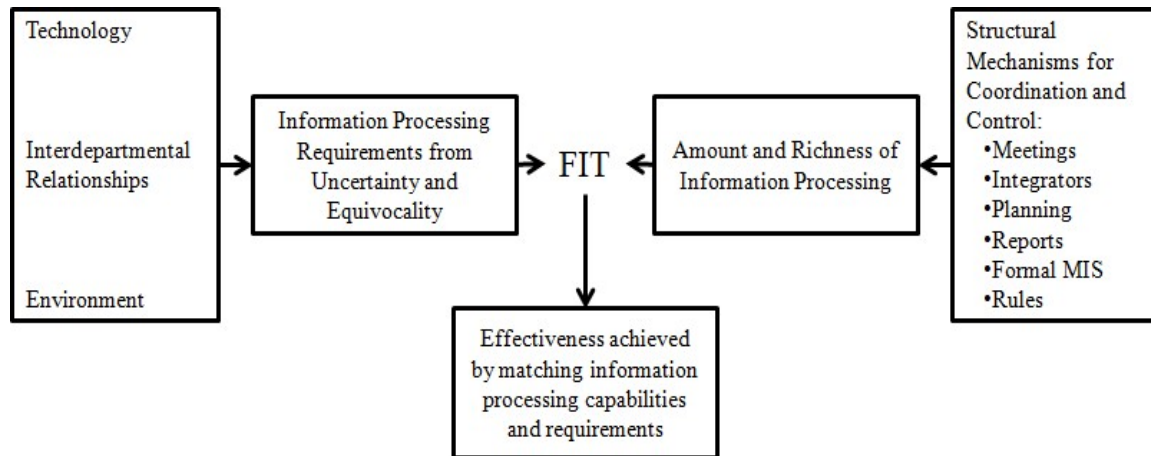 Technology
Interdepartmental
Relationships
Environment
Information Processing
Requirements from
Uncertainty and
Equivocality
FIT
Amount and Richness of
Information Processing
Structural
Mechanisms for
Coordination and
Control:
•Meetings
•Integrators
•Planning
•Reports
•Formal MIS
•Rules
Effectiveness achieved
by matching information
processing capabilities
and requirements